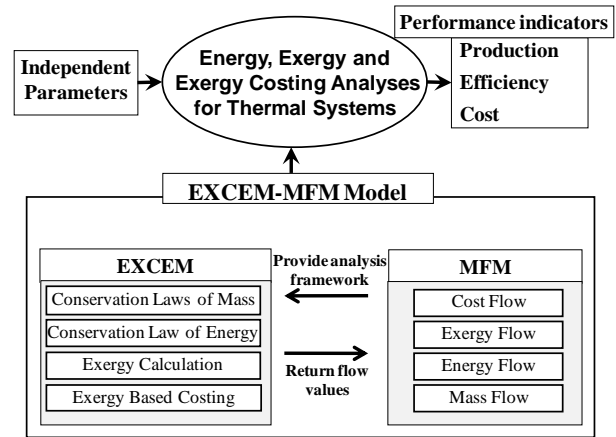 Performance indicators
Energy, Exergy and
Exergy Costing Analyses
for Thermal Systems
Independent
Parameters
Production
Efficiency
Cost
EXCEM-MFM Model
EXCEM
Conservation Laws of Mass
Conservation Law of Energy
Exergy Calculation
Exergy Based Costing
Provide analysis
framework
Return flow
values
MFM
Cost Flow
Exergy Flow
Energy Flow
Mass Flow